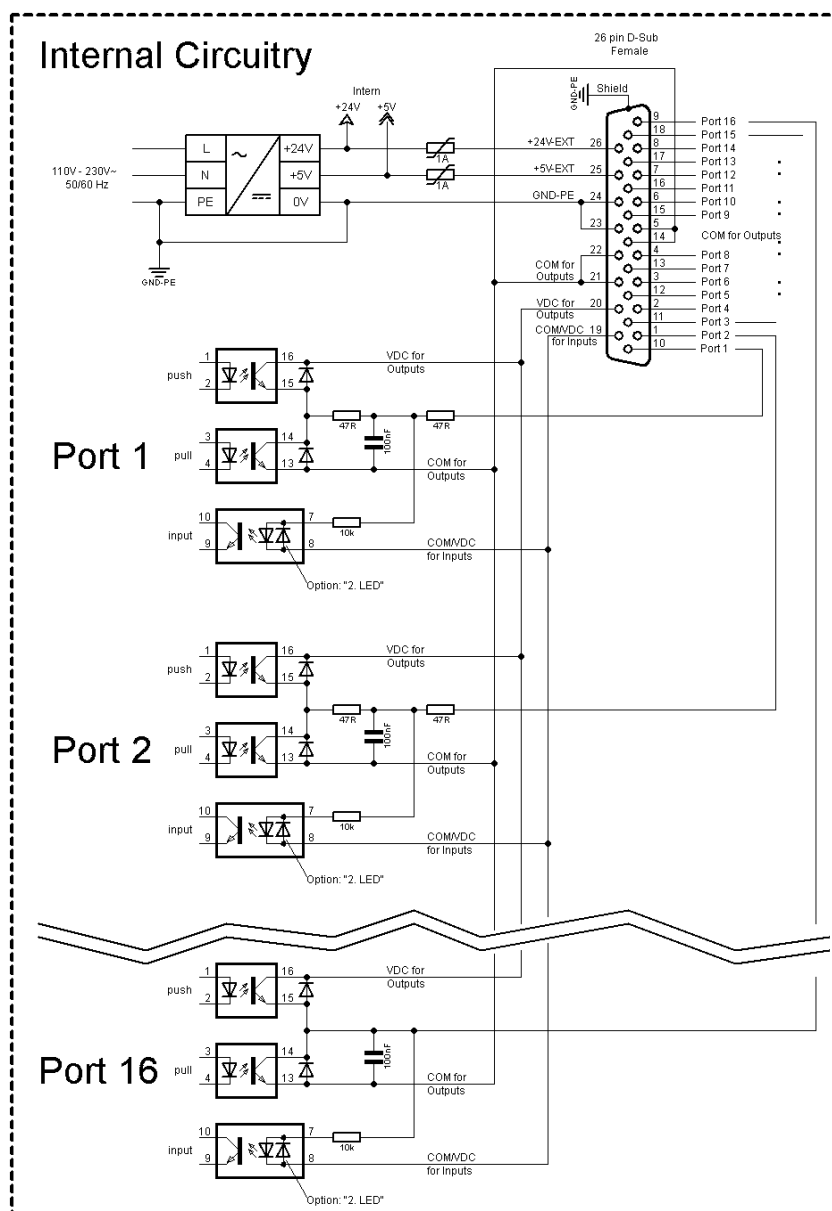 Internal Circuitry
26 pin D-Sub
Female
GND-PE
Shield
Intern
+24V
+5V
110V - 230V~
50/60 Hz
L
N
PE
~
+24V
+5V
0V
1A
1A
GND-PE
+24V-EXT 26
+5V-EXT 25
GND-PE 24
23
22
COM for
Outputs
21
VDC for
Outputs
20
COM/VDC
for Inputs
19
9 Port 16
18 Port 15
8 Port 14
17 Port 13
7 Port 12
16 Port 11
6 Port 10
15 Port 9
5
14 COM for Outputs
4 Port 8
13 Port 7
3 Port 6
12 Port 5
2 Port 4
11 Port 3
1 Port 2
10 Port 1
Port 1
push
1
2
16
15
VDC for
Outputs
47R
100nF
47R
pull
3
4
14
13
COM for
Outputs
input
10
9
7
8
10k
COM/VDC
for Inputs
Option: "2. LED"
Port 2
push
1
2
16
15
VDC for
Outputs
47R
100nF
47R
pull
3
4
14
13
COM for
Outputs
input
10
9
7
8
10k
COM/VDC
for Inputs
Option: "2. LED"
Port 16
push
1
2
16
15
VDC for
Outputs
100nF
pull
3
4
14
13
COM for
Outputs
input
10
9
7
8
10k
COM/VDC
for Inputs
Option: "2. LED"